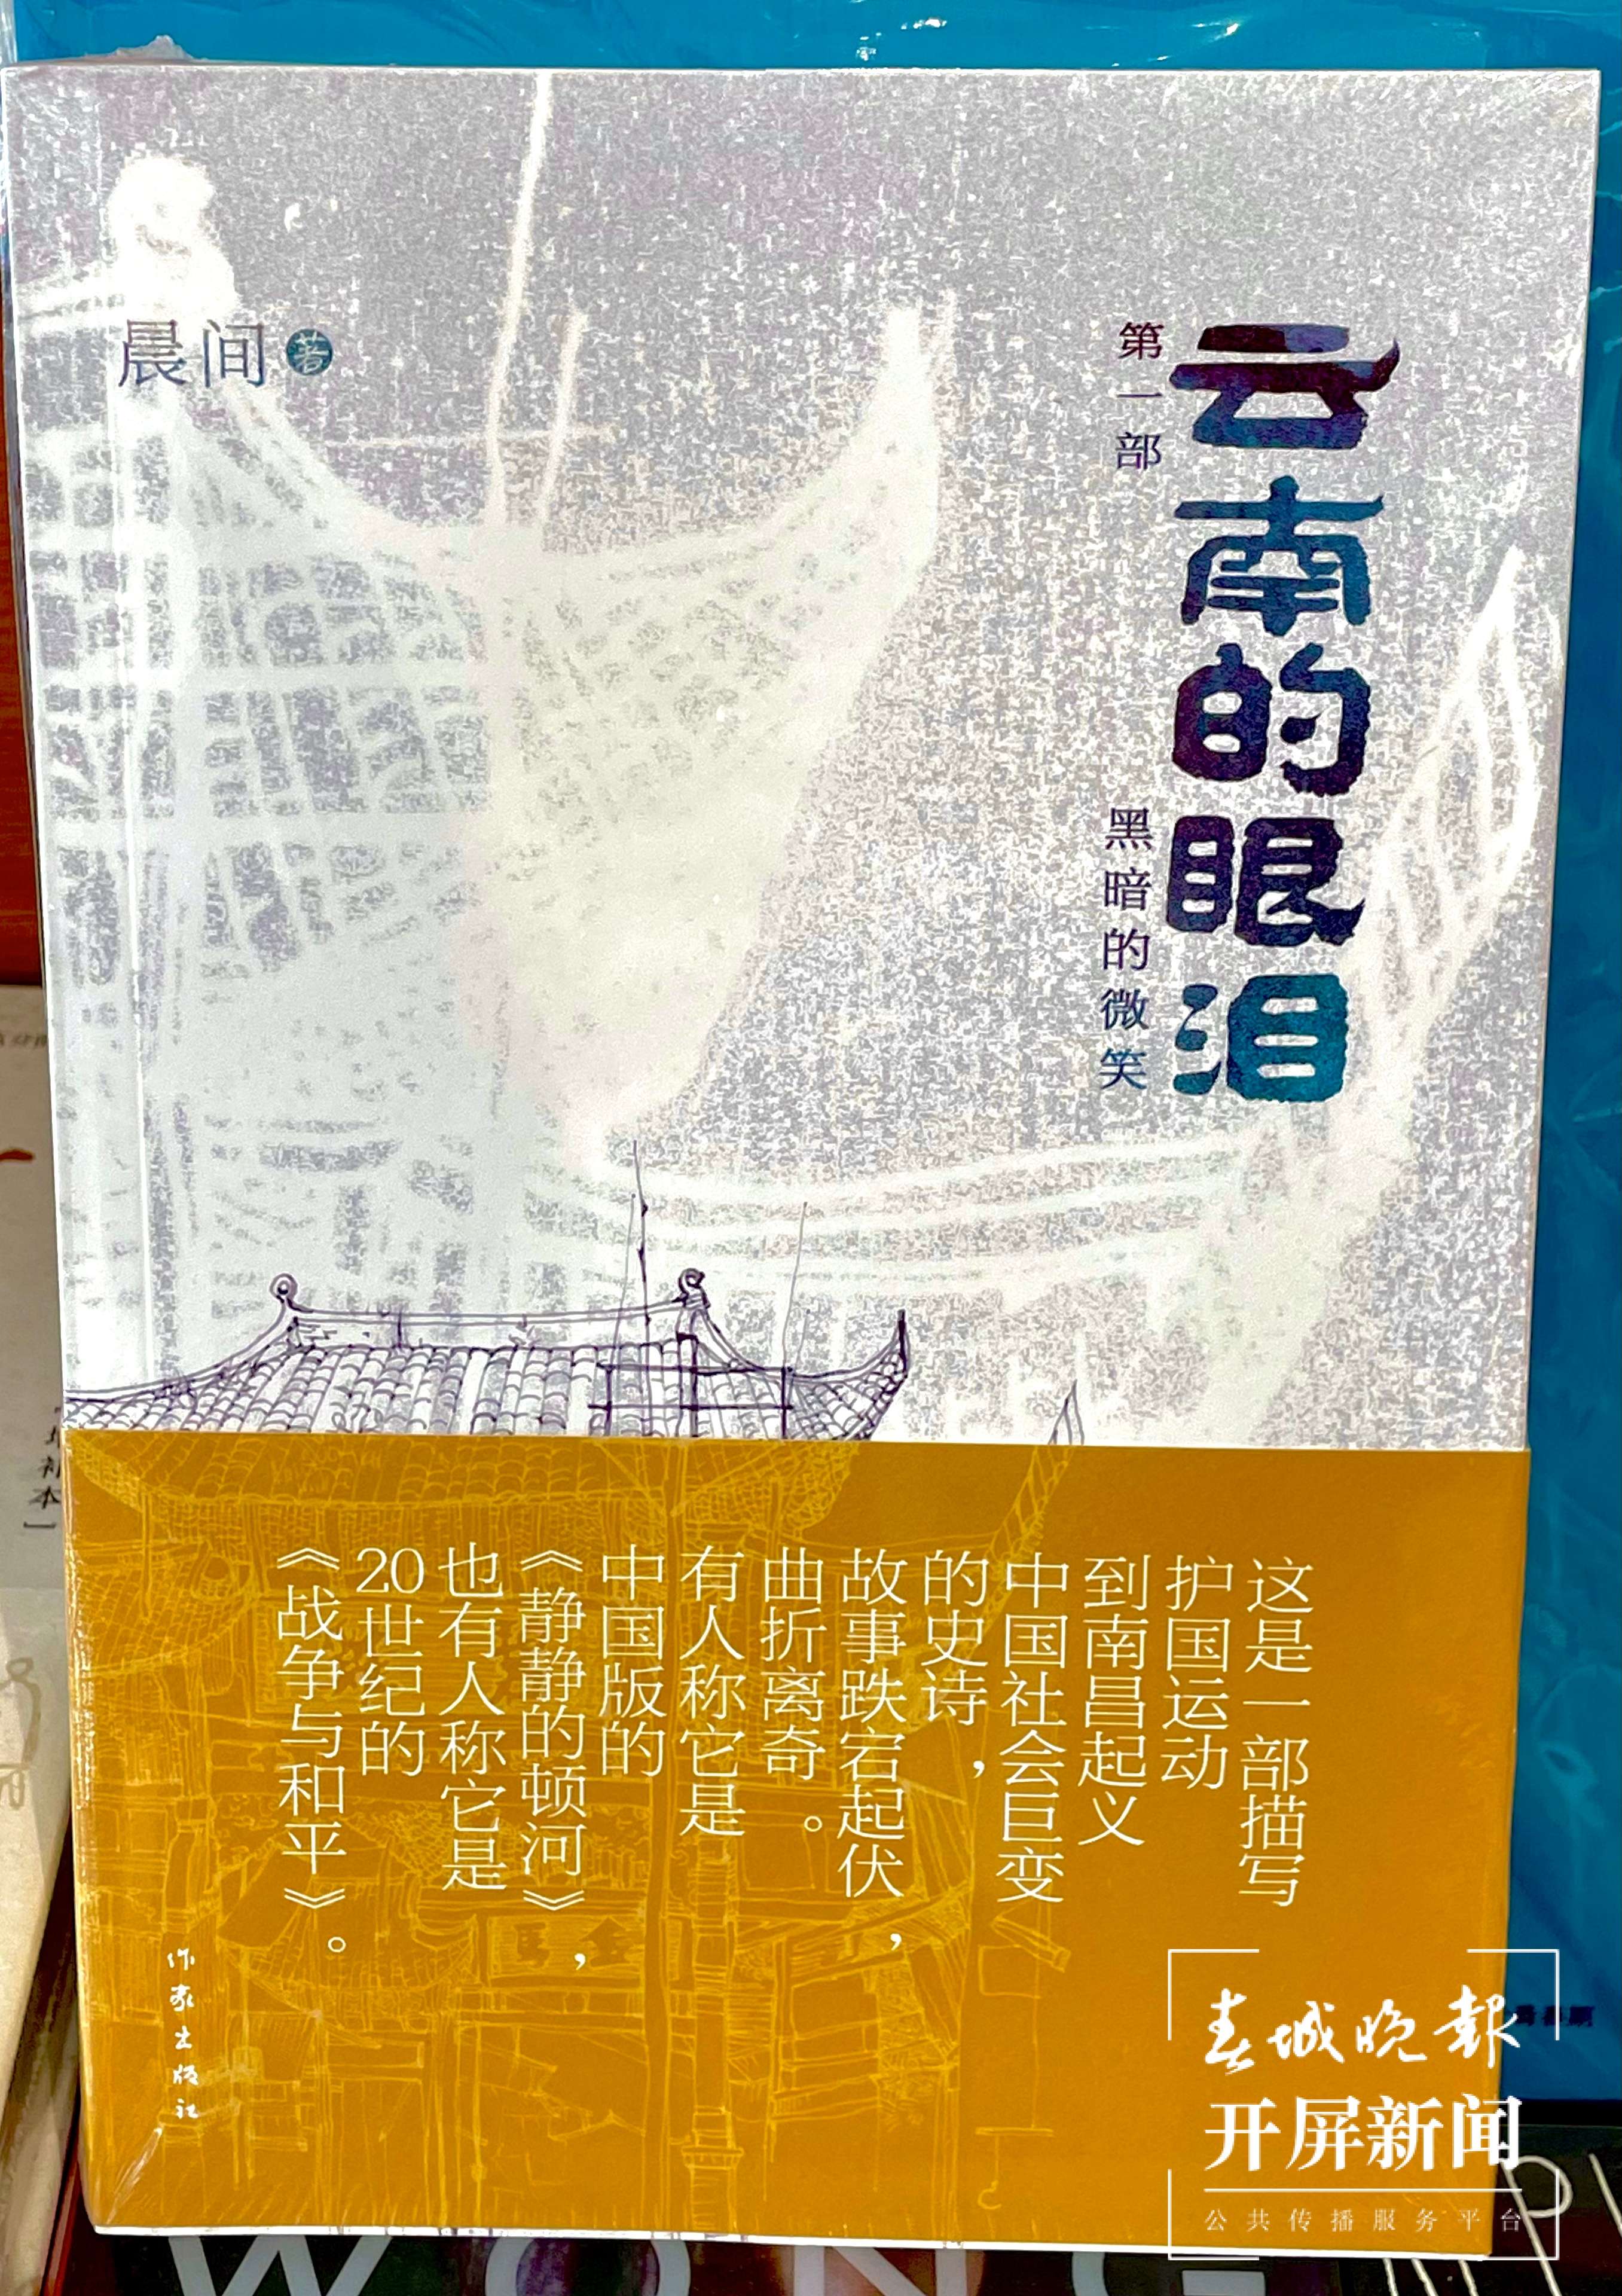 云南的眼泪
第一部
黑暗的微笑
晨间 著
这是一部描写
护国运动
到南昌起义
中国社会巨变
的史诗，
故事跌宕起伏，
曲折离奇。
有人称它是
中国版的
《静静的顿河》，
也有人称它是
20世纪的
《战争与和平》。
作家出版社
春城晚報
开屏新闻
公共传播服务平台
补本
WONG